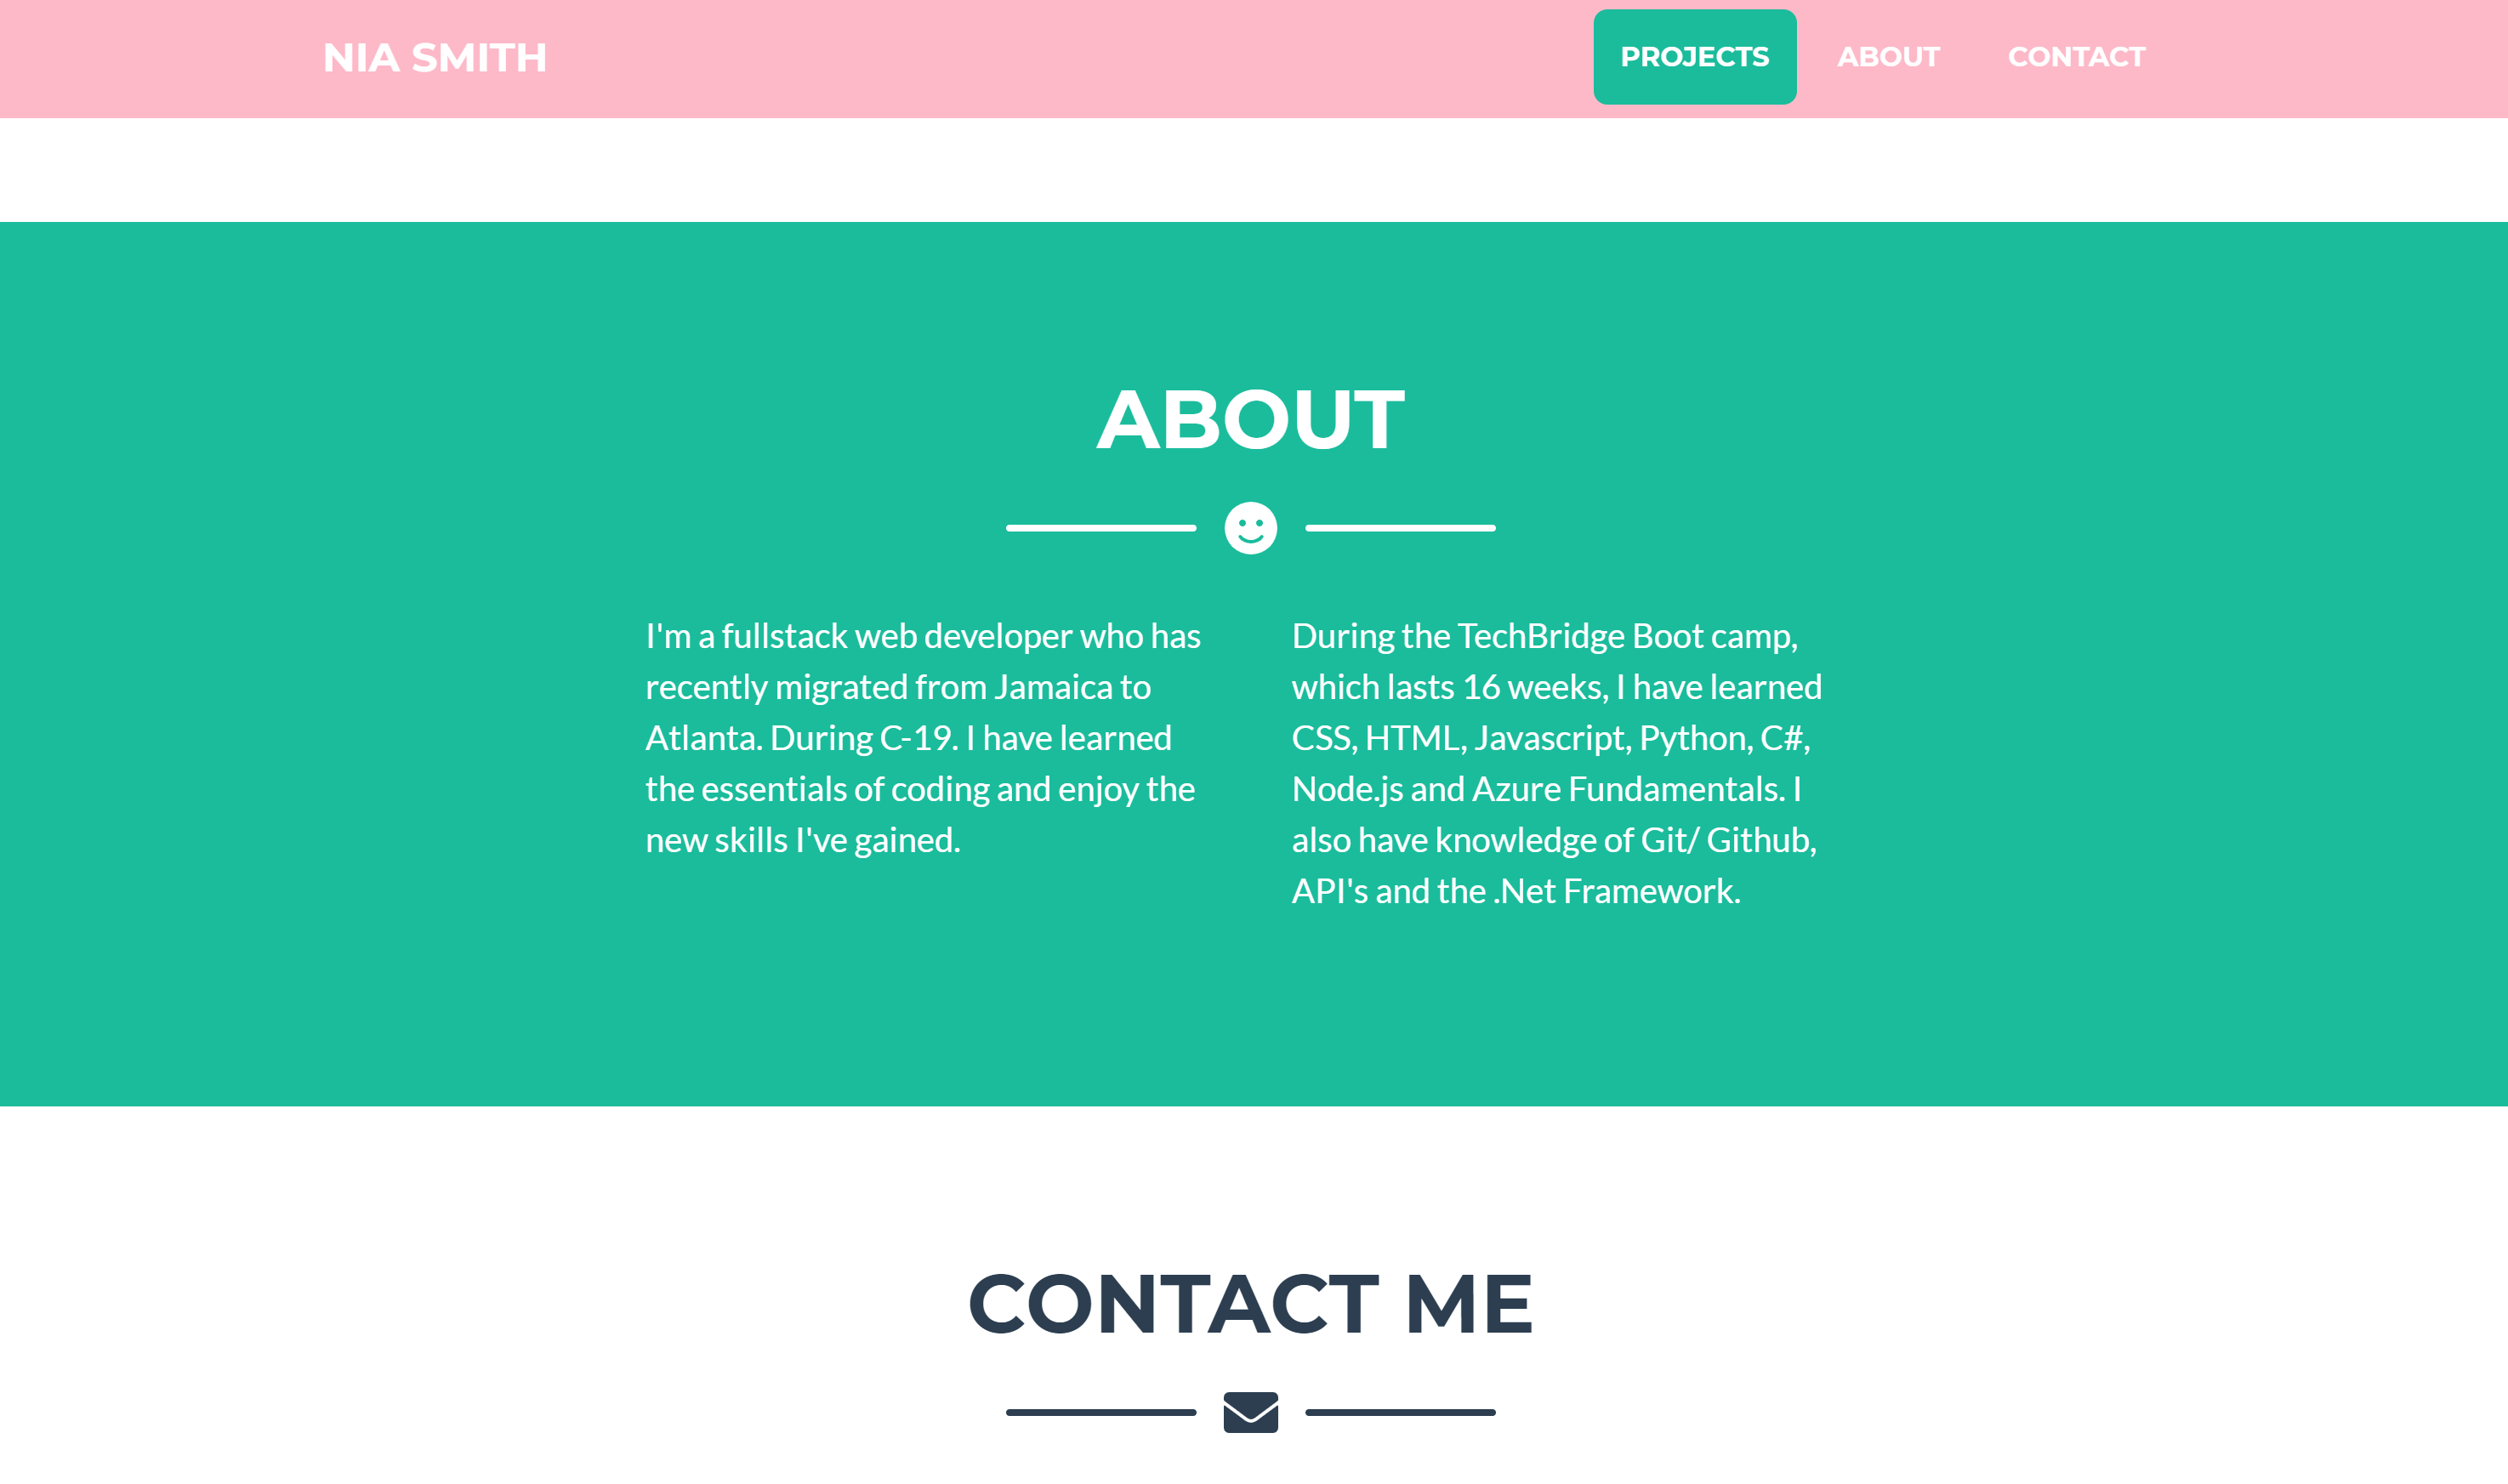 NIA SMITH
PROJECTS
ABOUT
CONTACT
ABOUT
I'm a fullstack web developer who has
recently migrated from Jamaica to
Atlanta. During C-19. I have learned
the essentials of coding and enjoy the
new skills I've gained.
During the TechBridge Boot camp,
which lasts 16 weeks, I have learned
CSS, HTML, Javascript, Python, C#,
Node.js and Azure Fundamentals. I
also have knowledge of Git/ Github,
API's and the .Net Framework.
CONTACT ME